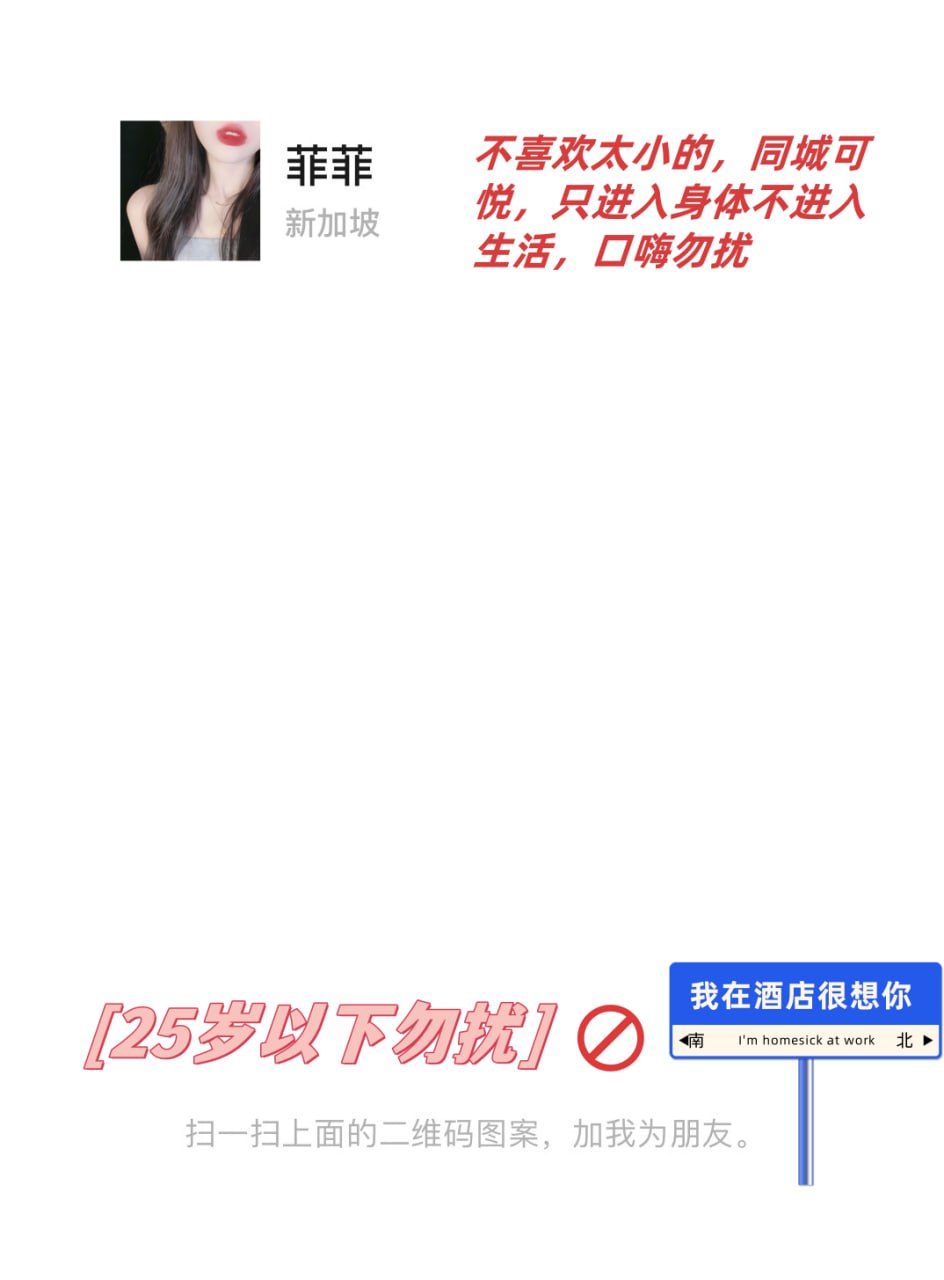 菲菲
新加坡
不喜欢太小的，同城可
悦，只进入身体不进入
生活，口嗨勿扰
[25岁以下勿扰]
我在酒店很想你
◀南 I'm homesick at work 北 ▶
扫一扫上面的二维码图案，加我为朋友。